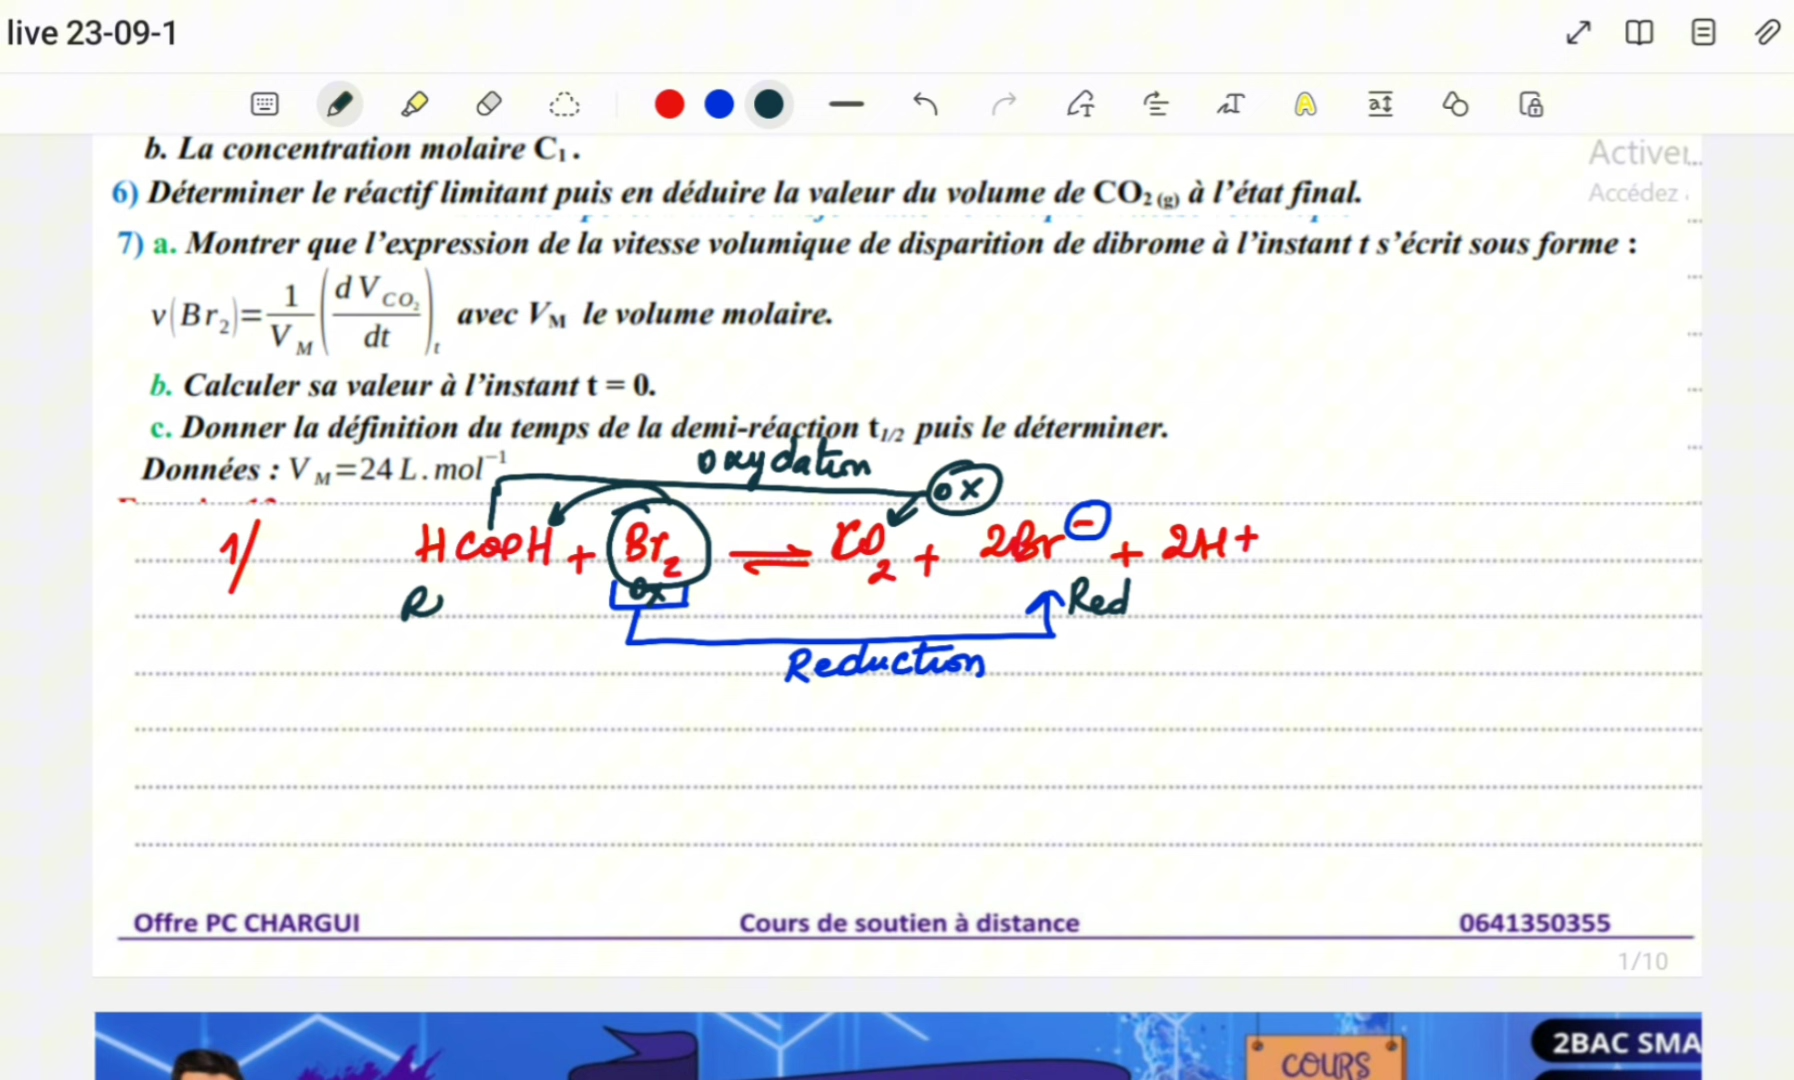 live 23-09-1
b. La concentration molaire C₁.
Activer
6) Déterminer le réactif limitant puis en déduire la valeur du volume de CO₂ (g) à l'état final.
Accédez
7) a. Montrer que l'expression de la vitesse volumique de disparition de dibrome à l'instant t s'écrit sous forme :
v(Br₂)=1/V_M (d V_CO₂/dt)_t avec V_M le volume molaire.
b. Calculer sa valeur à l'instant t = 0.
c. Donner la définition du temps de la demi-réaction t₁/₂ puis le déterminer.
Données : V_M=24 L.mol⁻¹
oxydation
ox
1/ HCOOH + Br₂ ⇌ CO₂ + 2Br⁻ + 2H+
R ox Red
Reduction
Offre PC CHARGUI Cours de soutien à distance 0641350355
1/10
2BAC SMA
COURS